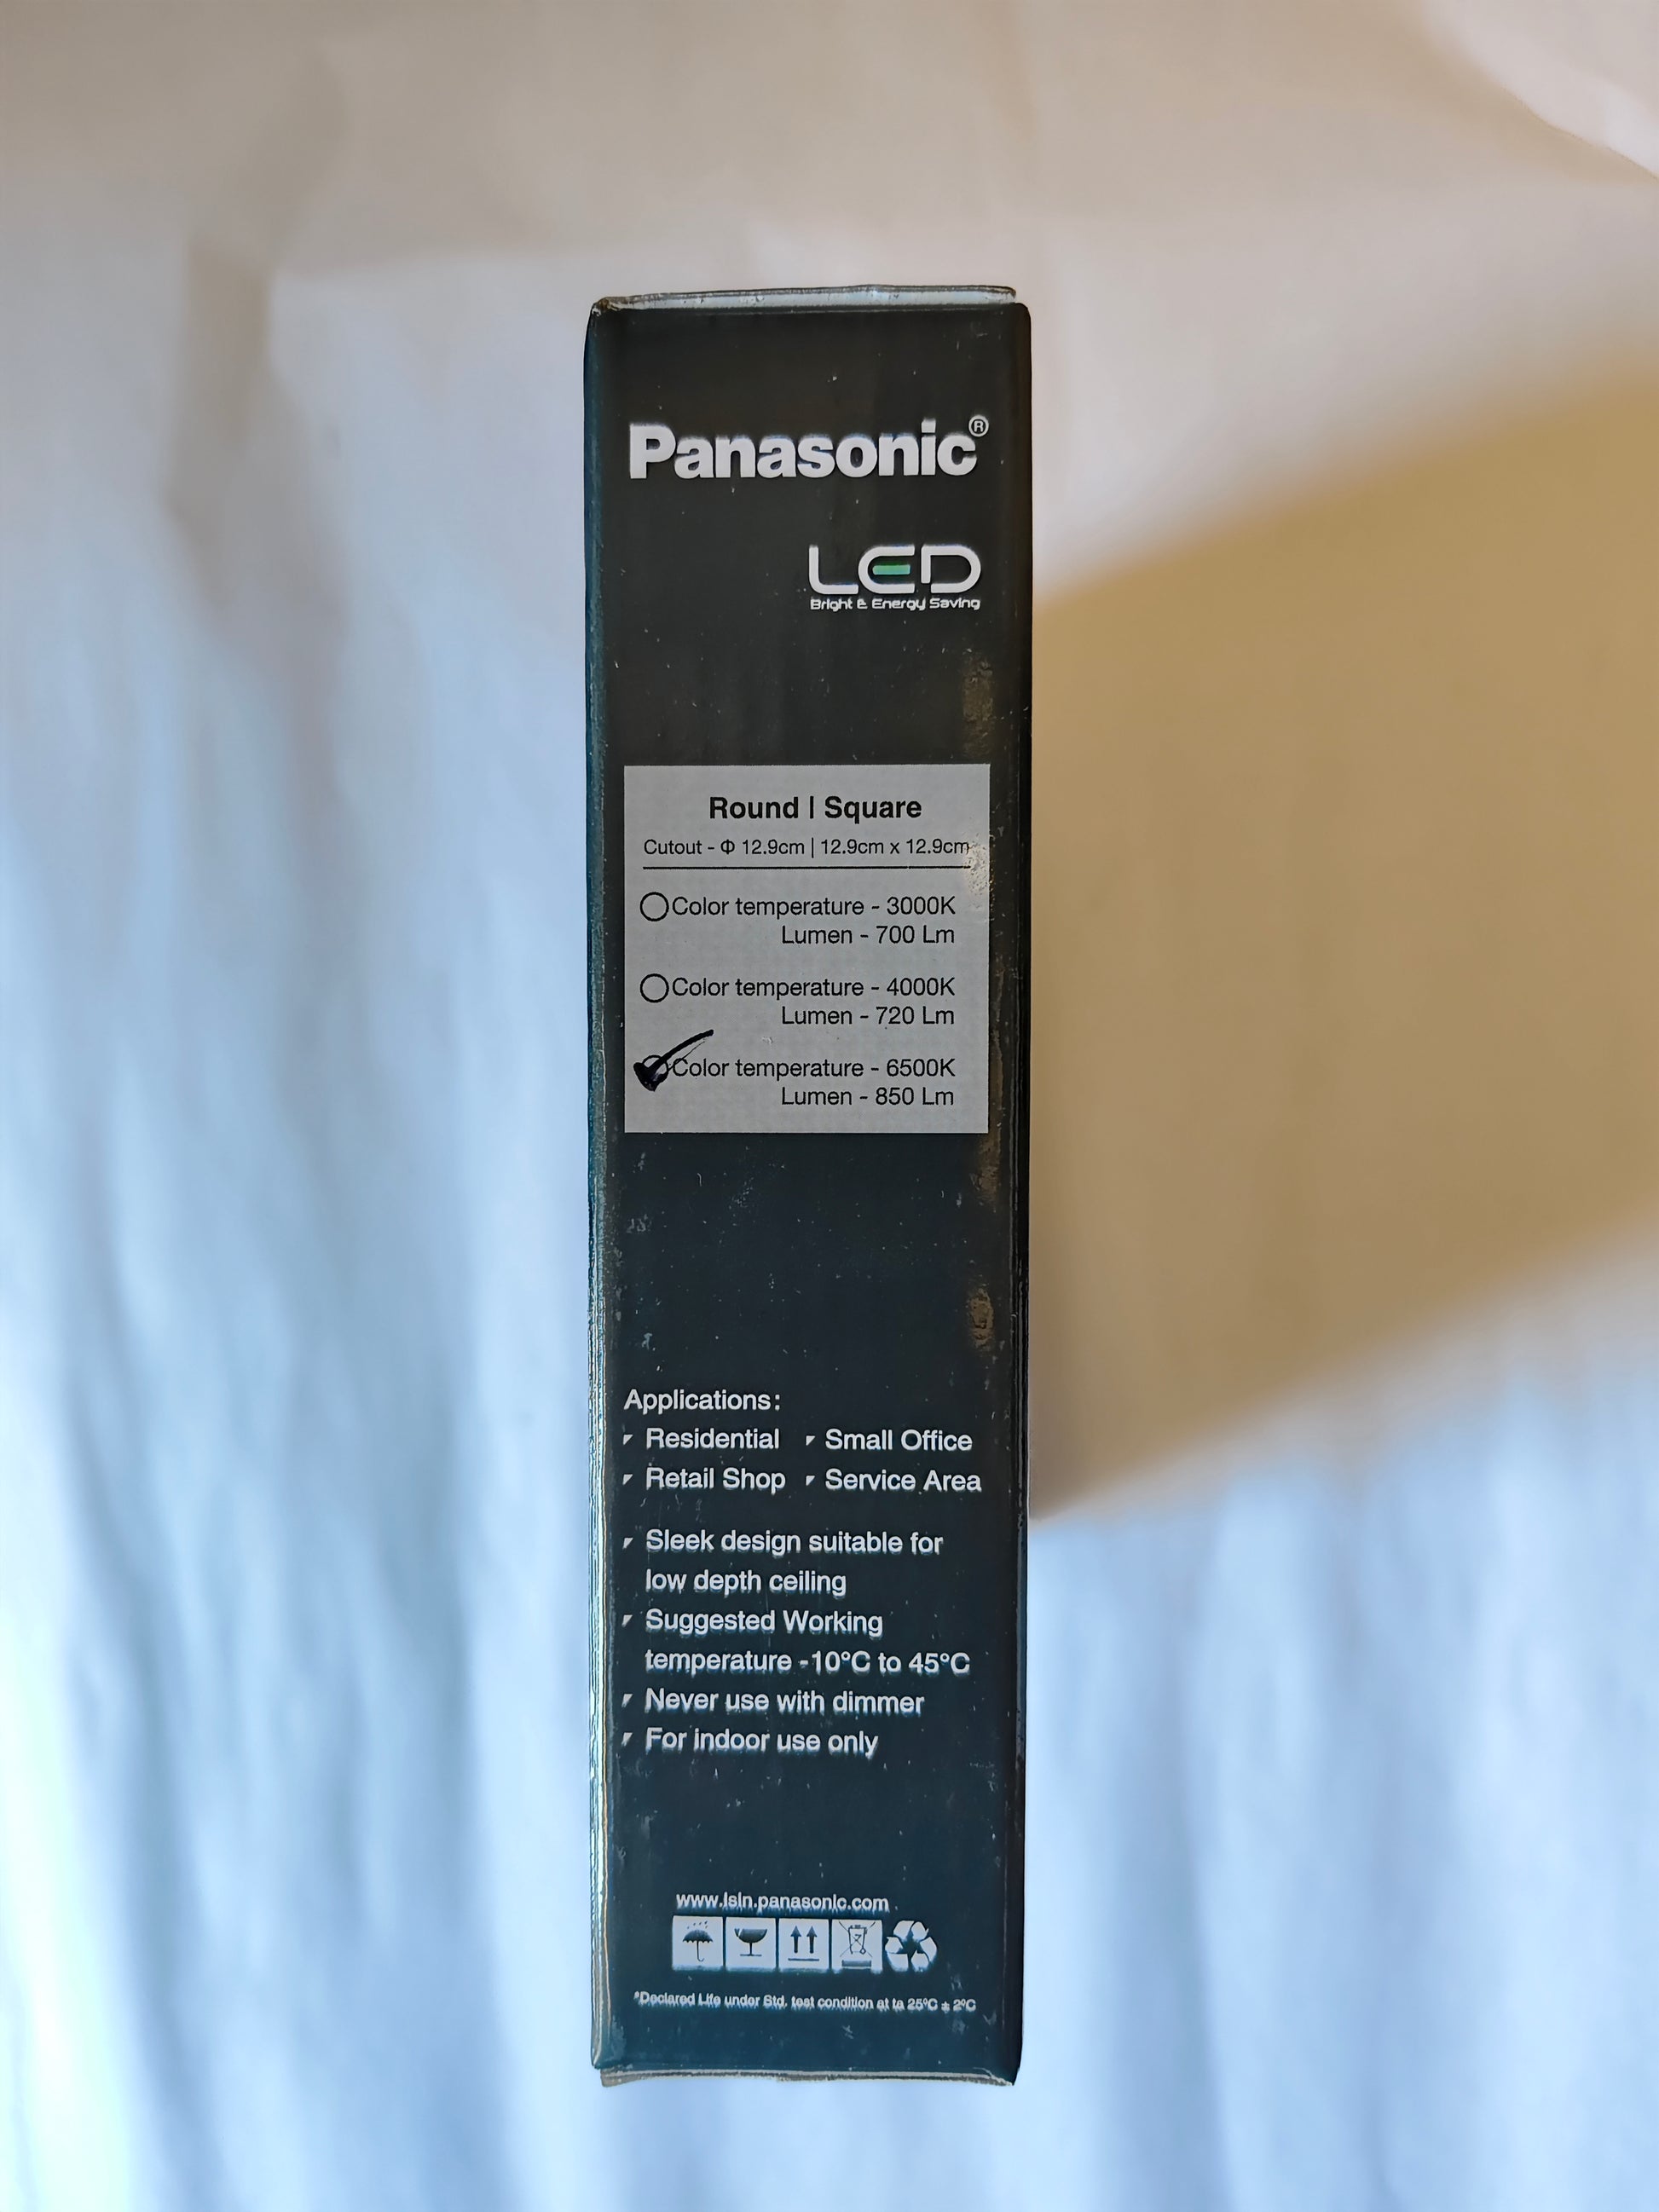 Panasonic®
LED
Bright & Energy Saving
Round | Square
Cutout - Φ 12.9cm | 12.9cm x 12.9cm
Color temperature - 3000K
Lumen - 700 Lm
Color temperature - 4000K
Lumen - 720 Lm
Color temperature - 6500K
Lumen - 850 Lm
Applications:
Residential Small Office
Retail Shop Service Area
Sleek design suitable for
low depth ceiling
Suggested Working
temperature -10°C to 45°C
Never use with dimmer
For indoor use only
www.lsin.panasonic.com
*Declared Life under Std. test condition at ta 25°C ± 2°C